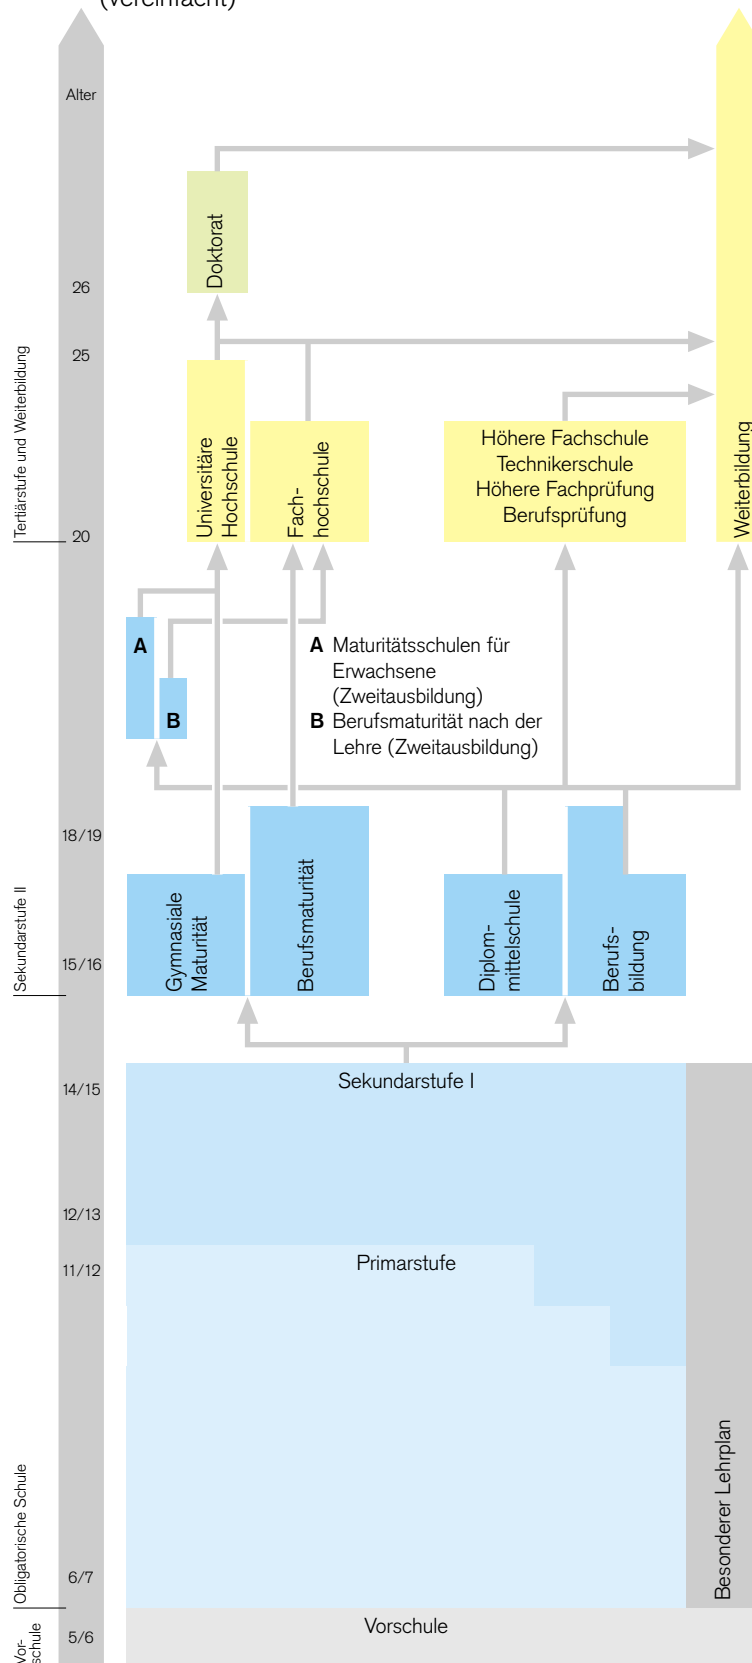 (vereinfacht)
Alter
Doktorat
26
25
Tertiärstufe und Weiterbildung
Universitäre
Hochschule
Fach-
hochschule
Höhere Fachschule
Technikerschule
Höhere Fachprüfung
Berufsprüfung
Weiterbildung
20
A
B
A Maturitätsschulen für
Erwachsene
(Zweitausbildung)
B Berufsmaturität nach der
Lehre (Zweitausbildung)
18/19
Sekundarstufe II
15/16
Gymnasiale
Maturität
Berufsmaturität
Diplom-
mittelschule
Berufs-
bildung
Sekundarstufe I
14/15
12/13
Primarstufe
11/12
Obligatorische Schule
6/7
Besonderer Lehrplan
Vorschule
5/6
Vor-
schule